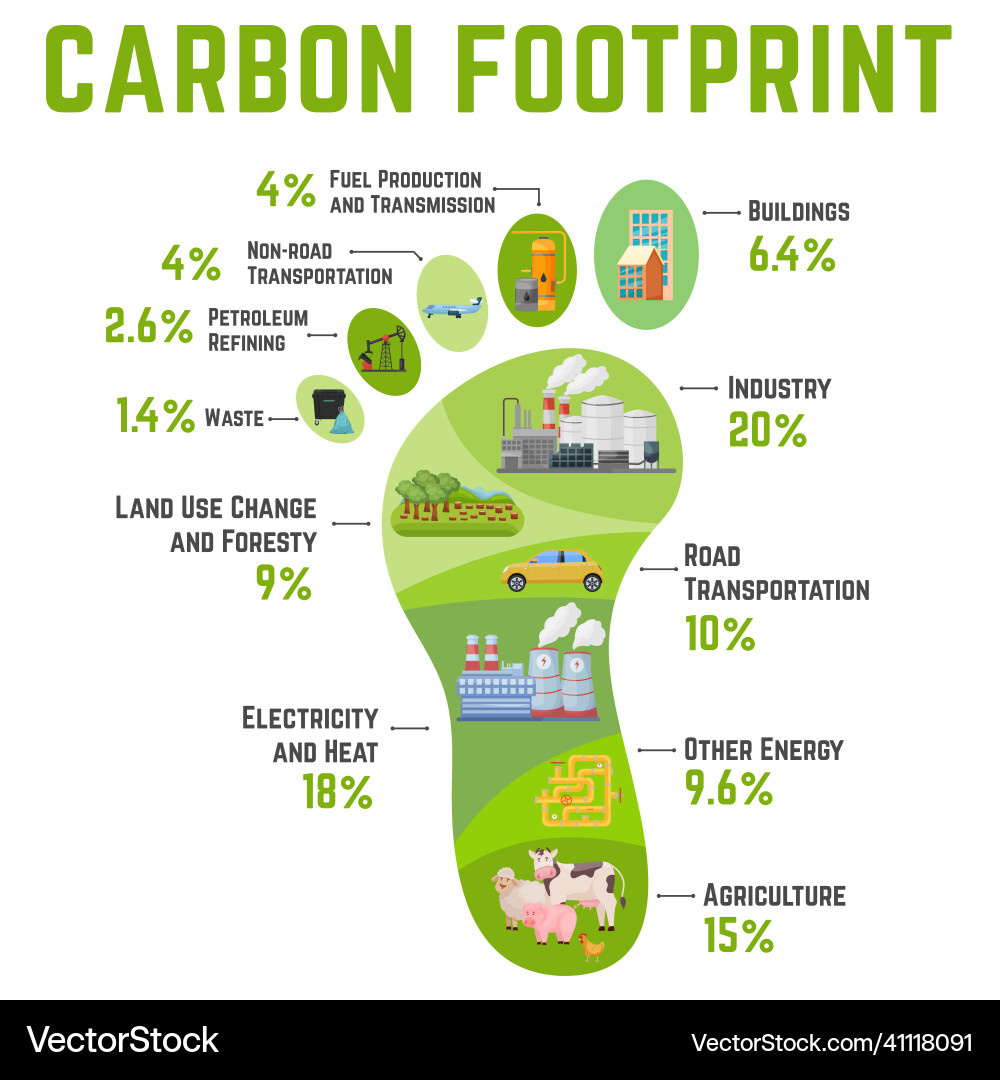 CARBON FOOTPRINT
4%
FUEL PRODUCTION
AND TRANSMISSION
BUILDINGS
6.4%
4%
NON-ROAD
TRANSPORTATION
2.6%
PETROLEUM
REFINING
1.4%
WASTE
INDUSTRY
20%
LAND USE CHANGE
AND FORESTY
9%
ROAD
TRANSPORTATION
10%
ELECTRICITY
AND HEAT
18%
OTHER ENERGY
9.6%
AGRICULTURE
15%
VectorStock
VectorStock.com/41118091